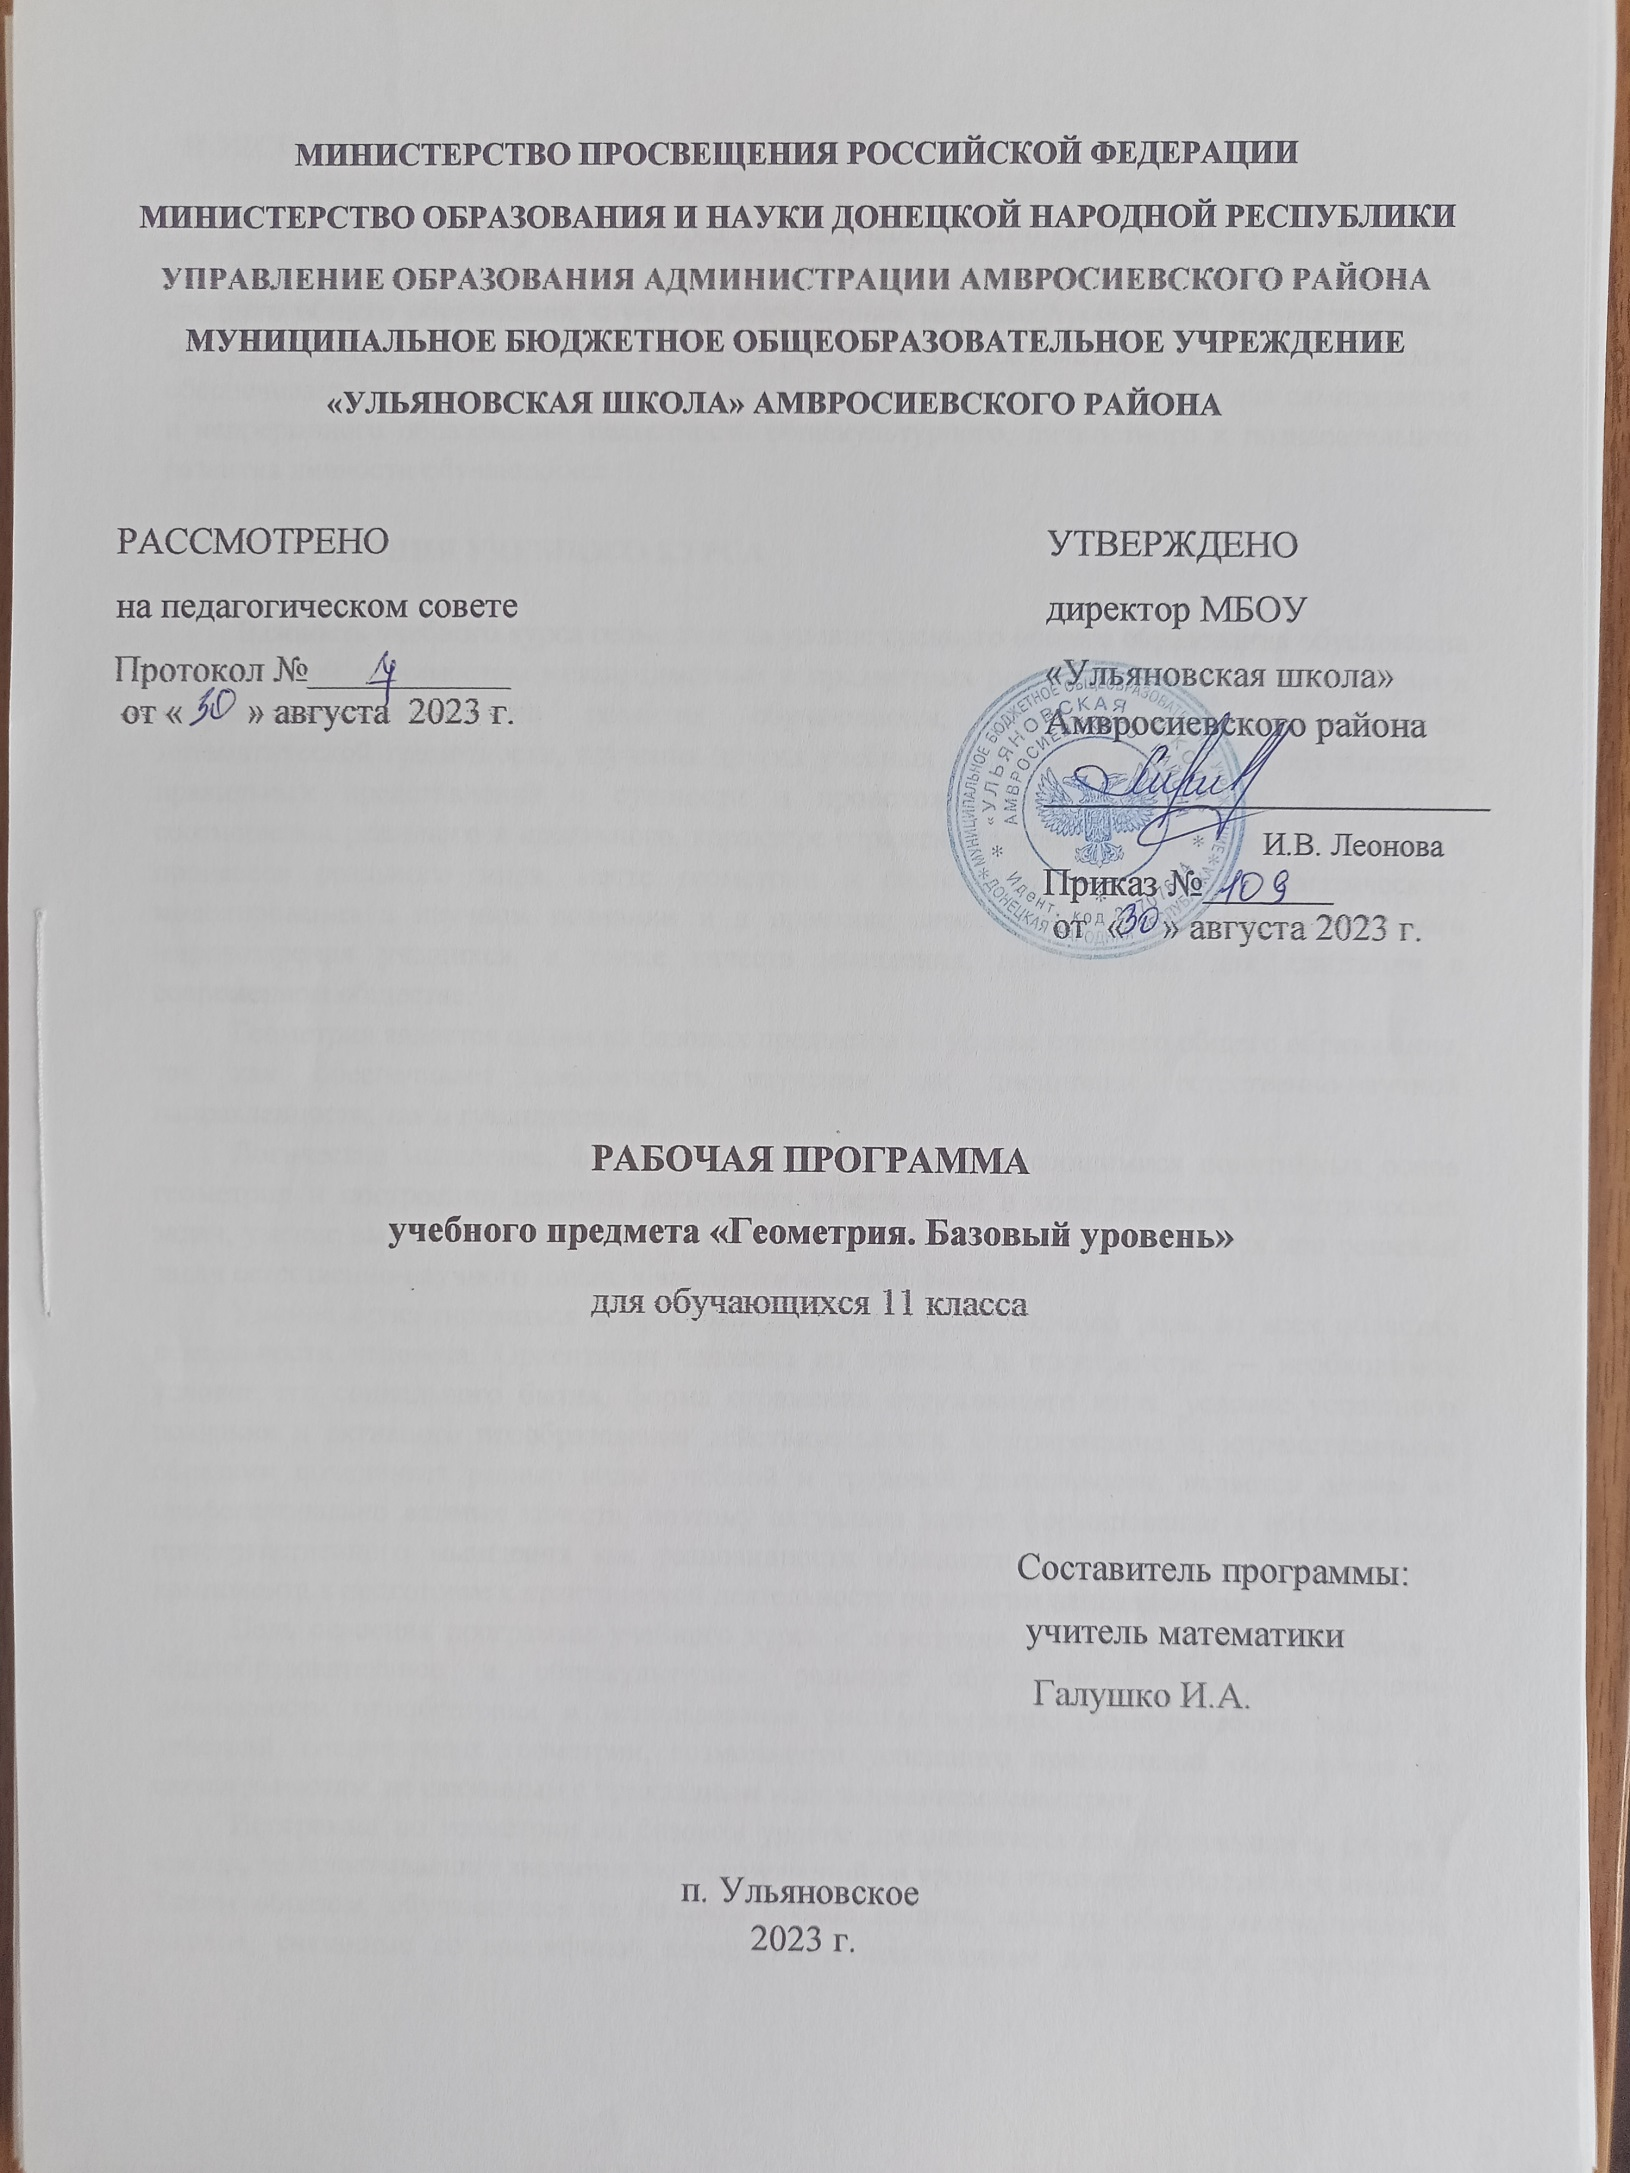 МИНИСТЕРСТВО ПРОСВЕЩЕНИЯ РОССИЙСКОЙ ФЕДЕРАЦИИ
МИНИСТЕРСТВО ОБРАЗОВАНИЯ И НАУКИ ДОНЕЦКОЙ НАРОДНОЙ РЕСПУБЛИКИ
УПРАВЛЕНИЕ ОБРАЗОВАНИЯ АДМИНИСТРАЦИИ АМВРОСИЕВСКОГО РАЙОНА
МУНИЦИПАЛЬНОЕ БЮДЖЕТНОЕ ОБЩЕОБРАЗОВАТЕЛЬНОЕ УЧРЕЖДЕНИЕ
«УЛЬЯНОВСКАЯ ШКОЛА» АМВРОСИЕВСКОГО РАЙОНА
РАССМОТРЕНО
на педагогическом совете
Протокол №
от « 30 » августа 2023 г.
УТВЕРЖДЕНО
директор МБОУ
«Ульяновская школа»
Амвросиевского района
И.В. Леонова
Приказ № 109
от «30» августа 2023 г.
РАБОЧАЯ ПРОГРАММА
учебного предмета «Геометрия. Базовый уровень»
для обучающихся 11 класса
Составитель программы:
учитель математики
Галушко И.А.
п. Ульяновское
2023 г.